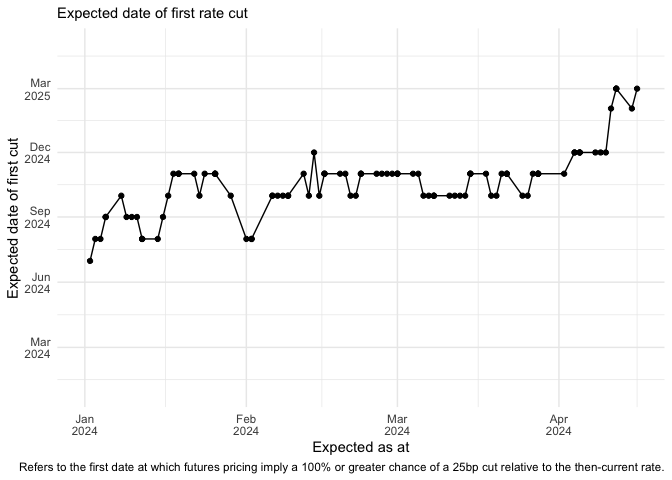 Expected date of first rate cut
Expected date of first cut
Mar
2025
Dec
2024
Sep
2024
Jun
2024
Mar
2024
Jan
2024
Feb
2024
Mar
2024
Apr
2024
Expected as at
Refers to the first date at which futures pricing imply a 100% or greater chance of a 25bp cut relative to the then-current rate.